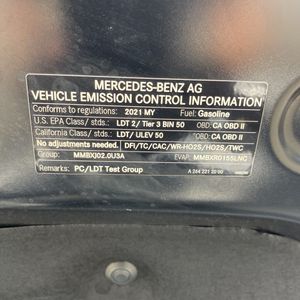 MERCEDES-BENZ AG
VEHICLE EMISSION CONTROL INFORMATION
Conforms to regulations: 2021 MY Fuel: Gasoline
U.S. EPA Class/ stds.: LDT 2/ Tier 3 BIN 50 OBD: CA OBD II
California Class/ stds.: LDT/ ULEV 50 OBD: CA OBD II
No adjustments needed. DFI/TC/CAC/WR-HO2S/HO2S/TWC
Group: MMBXJ02.0U3A EVAP: MMBXR0155LNC
Remarks: PC/LDT Test Group A 264 221 20 00